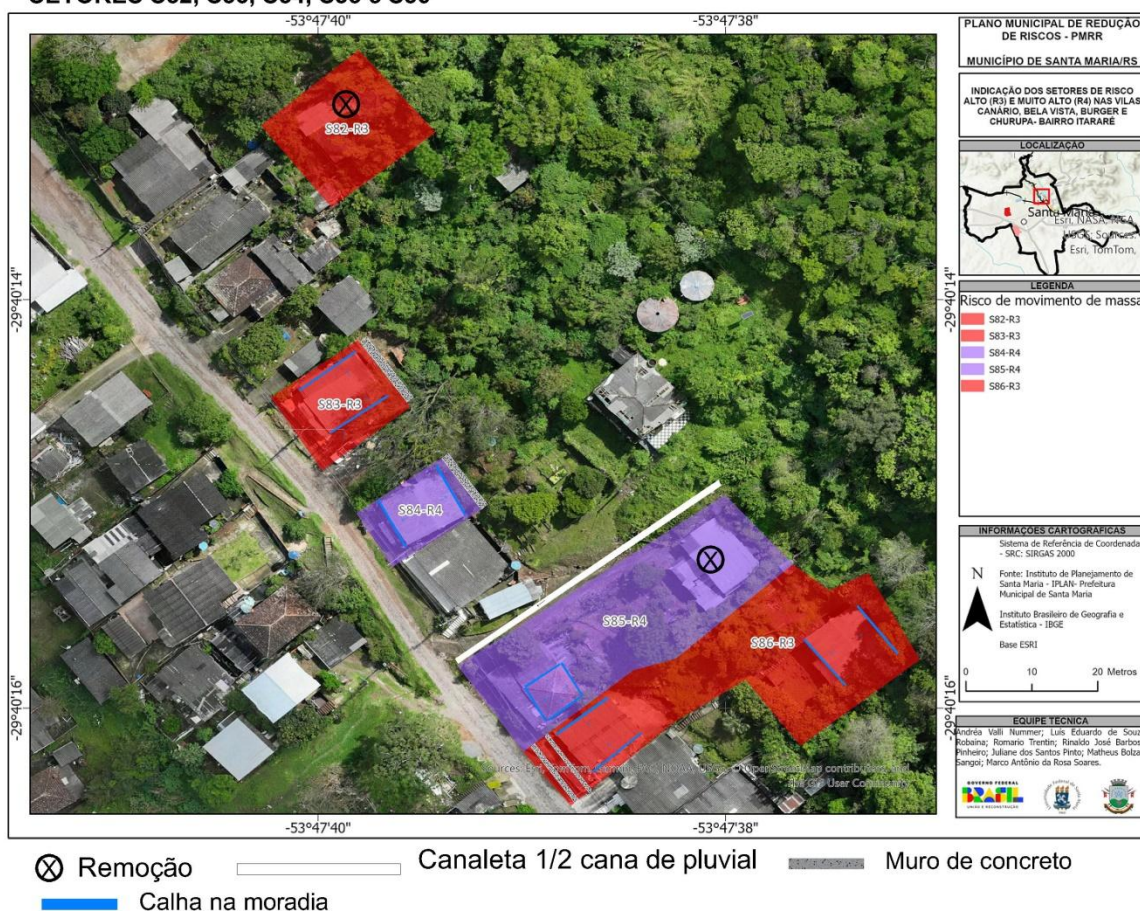 -53°47'40"
-53°47'38"
PLANO MUNICIPAL DE REDUÇÃO
DE RISCOS - PMRR
MUNICÍPIO DE SANTA MARIA/RS
INDICAÇÃO DOS SETORES DE RISCO
ALTO (R3) E MUITO ALTO (R4) NAS VILAS
CANÁRIO, BELA VISTA, BURGER E
CHURUPA- BAIRRO ITARARÉ
LOCALIZAÇÃO
Santa Maria
Esri, NASA, NGA,
USGS; Sources:
Esri, TomTom,
LEGENDA
Risco de movimento de massa
S82-R3
S83-R3
S84-R4
S85-R4
S86-R3
INFORMAÇÕES CARTOGRÁFICAS
Sistema de Referência de Coordenada
- SRC: SIRGAS 2000
N
Fonte: Instituto de Planejamento de
Santa Maria - IPLAN- Prefeitura
Municipal de Santa Maria
Instituto Brasileiro de Geografia e
Estatística - IBGE
Base ESRI
0 10 20 Metros
EQUIPE TÉCNICA
Andréa Valli Nummer; Luis Eduardo de Souz
Robaina; Romario Trentin; Rinaldo José Barbos
Pinheiro; Juliane dos Santos Pinto; Matheus Bolza
Sangoi; Marco Antônio da Rosa Soares.
GOVERNO FEDERAL
BRASIL
UNIÃO E RECONSTRUÇÃO
S82-R3
S83-R3
S84-R4
S85-R4
S86-R3
-29°40'14"
-29°40'14"
-29°40'16"
-29°40'16"
-53°47'40"
-53°47'38"
Remoção
Canaleta 1/2 cana de pluvial
Muro de concreto
Calha na moradia